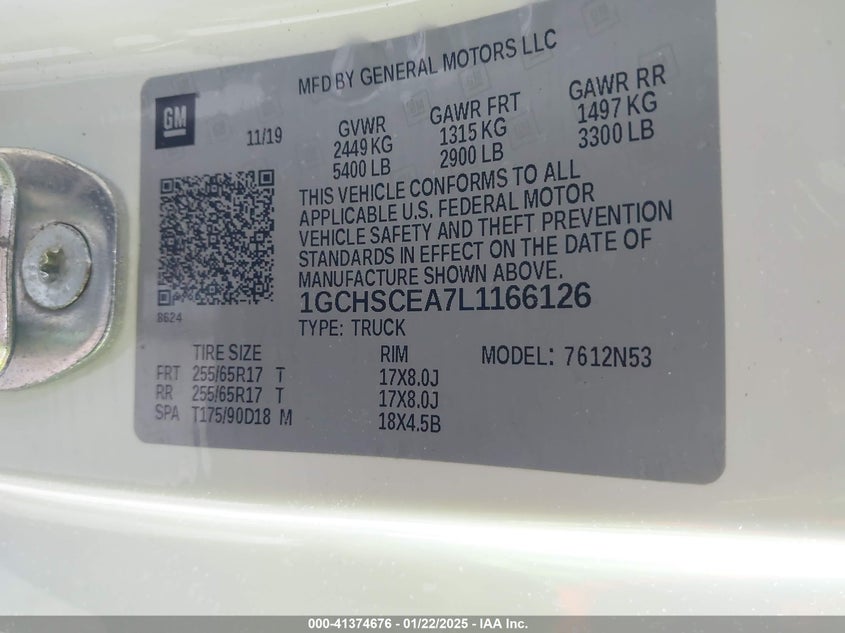 MFD BY GENERAL MOTORS LLC
GM
11/19
GVWR
2449 KG
5400 LB
GAWR FRT
1315 KG
2900 LB
GAWR RR
1497 KG
3300 LB
THIS VEHICLE CONFORMS TO ALL
APPLICABLE U.S. FEDERAL MOTOR
VEHICLE SAFETY AND THEFT PREVENTION
STANDARDS IN EFFECT ON THE DATE OF
MANUFACTURE SHOWN ABOVE.
8624
1GCHSCEA7L1166126
TYPE: TRUCK
TIRE SIZE RIM MODEL: 7612N53
FRT 255/65R17 T 17X8.0J
RR 255/65R17 T 17X8.0J
SPA T175/90D18 M 18X4.5B
000-41374676 - 01/22/2025 - IAA Inc.